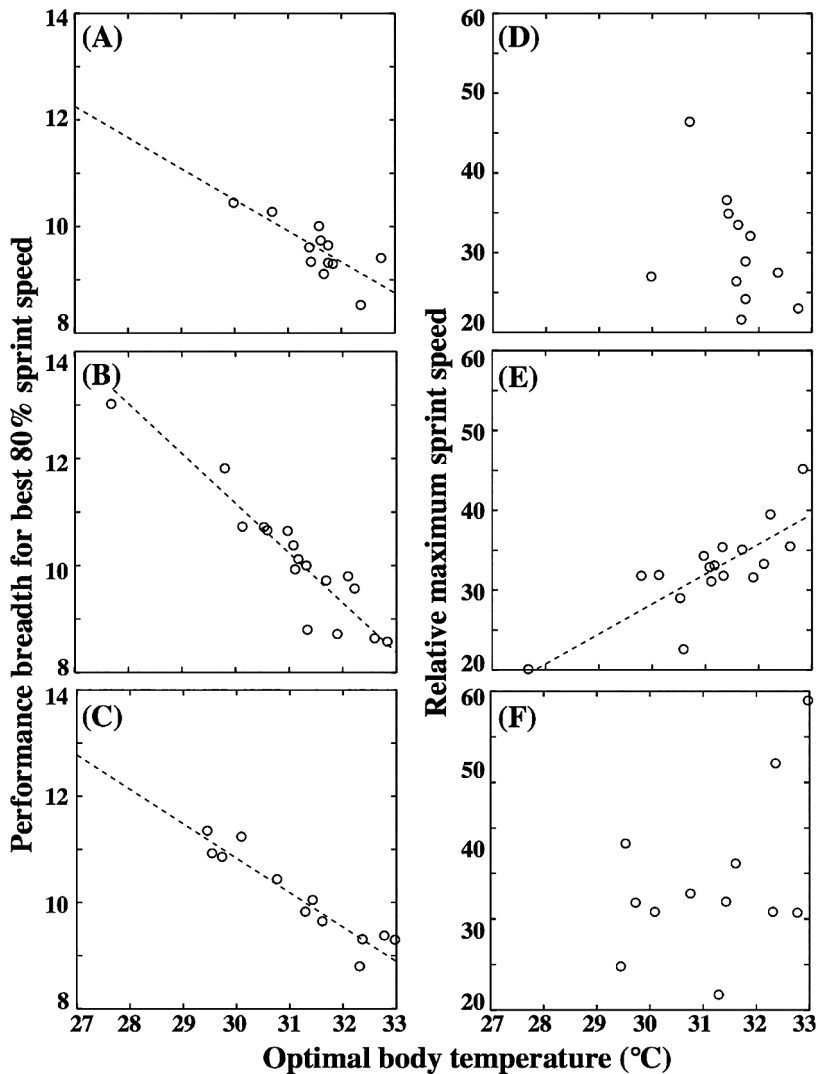 Performance breadth for best 80% sprint speed
(A)
14
12
10
8
(B)
14
12
10
8
(C)
14
12
10
8
27 28 29 30 31 32 33
Relative maximum sprint speed
(D)
60
50
40
30
20
(E)
60
50
40
30
20
(F)
60
50
40
30
20
27 28 29 30 31 32 33
Optimal body temperature (°C)